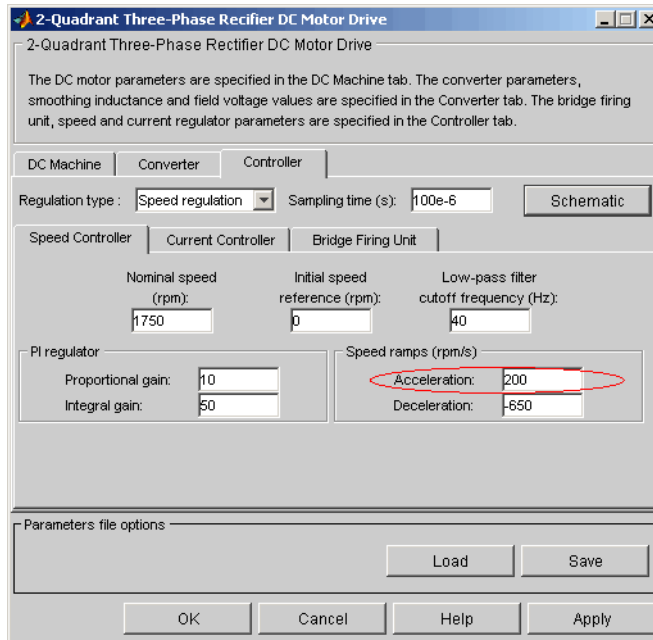 2-Quadrant Three-Phase Rectifier DC Motor Drive
2-Quadrant Three-Phase Rectifier DC Motor Drive
The DC motor parameters are specified in the DC Machine tab. The converter parameters,
smoothing inductance and field voltage values are specified in the Converter tab. The bridge firing
unit, speed and current regulator parameters are specified in the Controller tab.
DC Machine Converter Controller
Regulation type : Speed regulation Sampling time (s): 100e-6 Schematic
Speed Controller Current Controller Bridge Firing Unit
Nominal speed Initial speed Low-pass filter
(rpm): reference (rpm): cutoff frequency (Hz):
1750 0 40
PI regulator Speed ramps (rpm/s)
Proportional gain: 10 Acceleration: 200
Integral gain: 50 Deceleration: -650
Parameters file options
Load Save
OK Cancel Help Apply